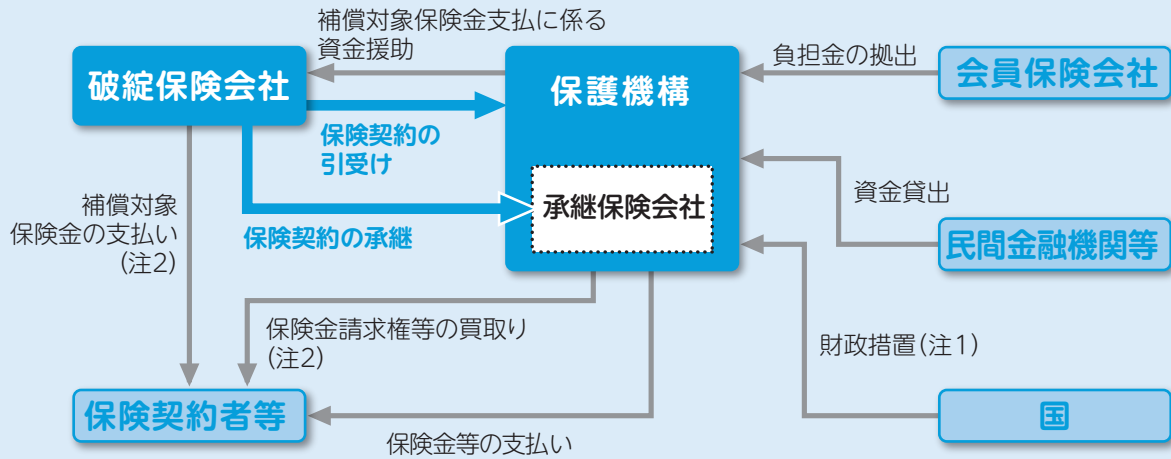 補償対象保険金支払に係る
資金援助
破綻保険会社
保護機構
負担金の拠出
会員保険会社
保険契約の
引受け
資金貸出
承継保険会社
補償対象
保険金の支払い
(注2)
保険契約の承継
民間金融機関等
保険金請求権等の買取り
(注2)
財政措置(注1)
保険契約者等
国
保険金等の支払い